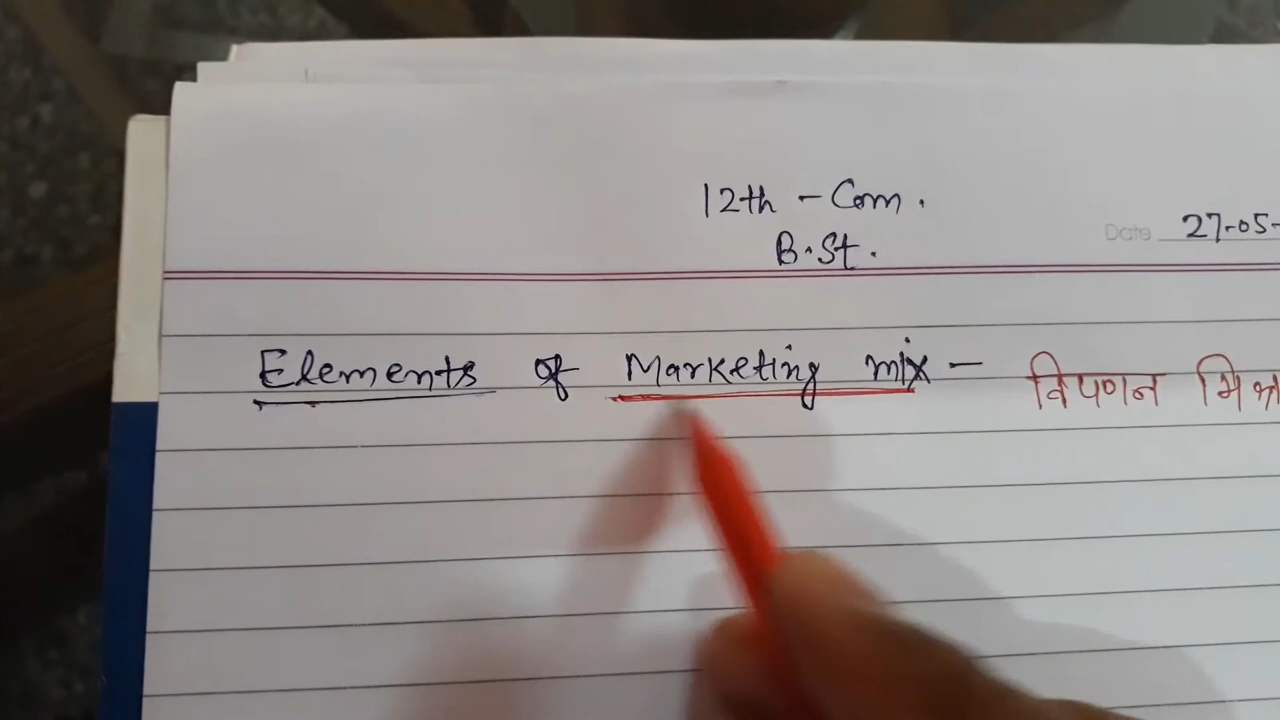 12th - Com.
B.St.
Date 27-05-
Elements of Marketing mix - विपणन